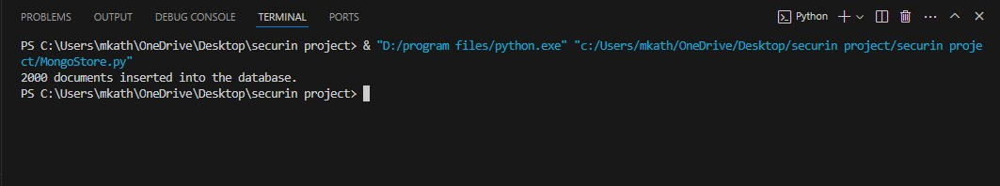 PROBLEMS OUTPUT DEBUG CONSOLE TERMINAL PORTS Python
PS C:\Users\mkath\OneDrive\Desktop\securin project> & "D:/program files/python.exe" "c:/Users/mkath/OneDrive/Desktop/securin project/securin proje
ct/MongoStore.py"
2000 documents inserted into the database.
PS C:\Users\mkath\OneDrive\Desktop\securin project>